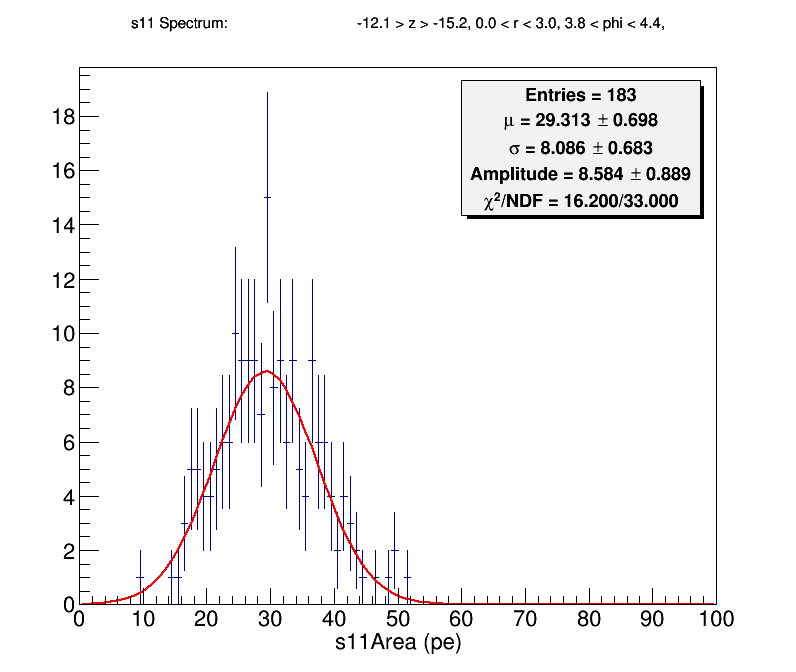 s11 Spectrum: -12.1 > z > -15.2, 0.0 < r < 3.0, 3.8 < phi < 4.4,
Entries = 183
μ = 29.313 ± 0.698
σ = 8.086 ± 0.683
Amplitude = 8.584 ± 0.889
χ²/NDF = 16.200/33.000
18
16
14
12
10
8
6
4
2
0
0 10 20 30 40 50 60 70 80 90 100
s11Area (pe)